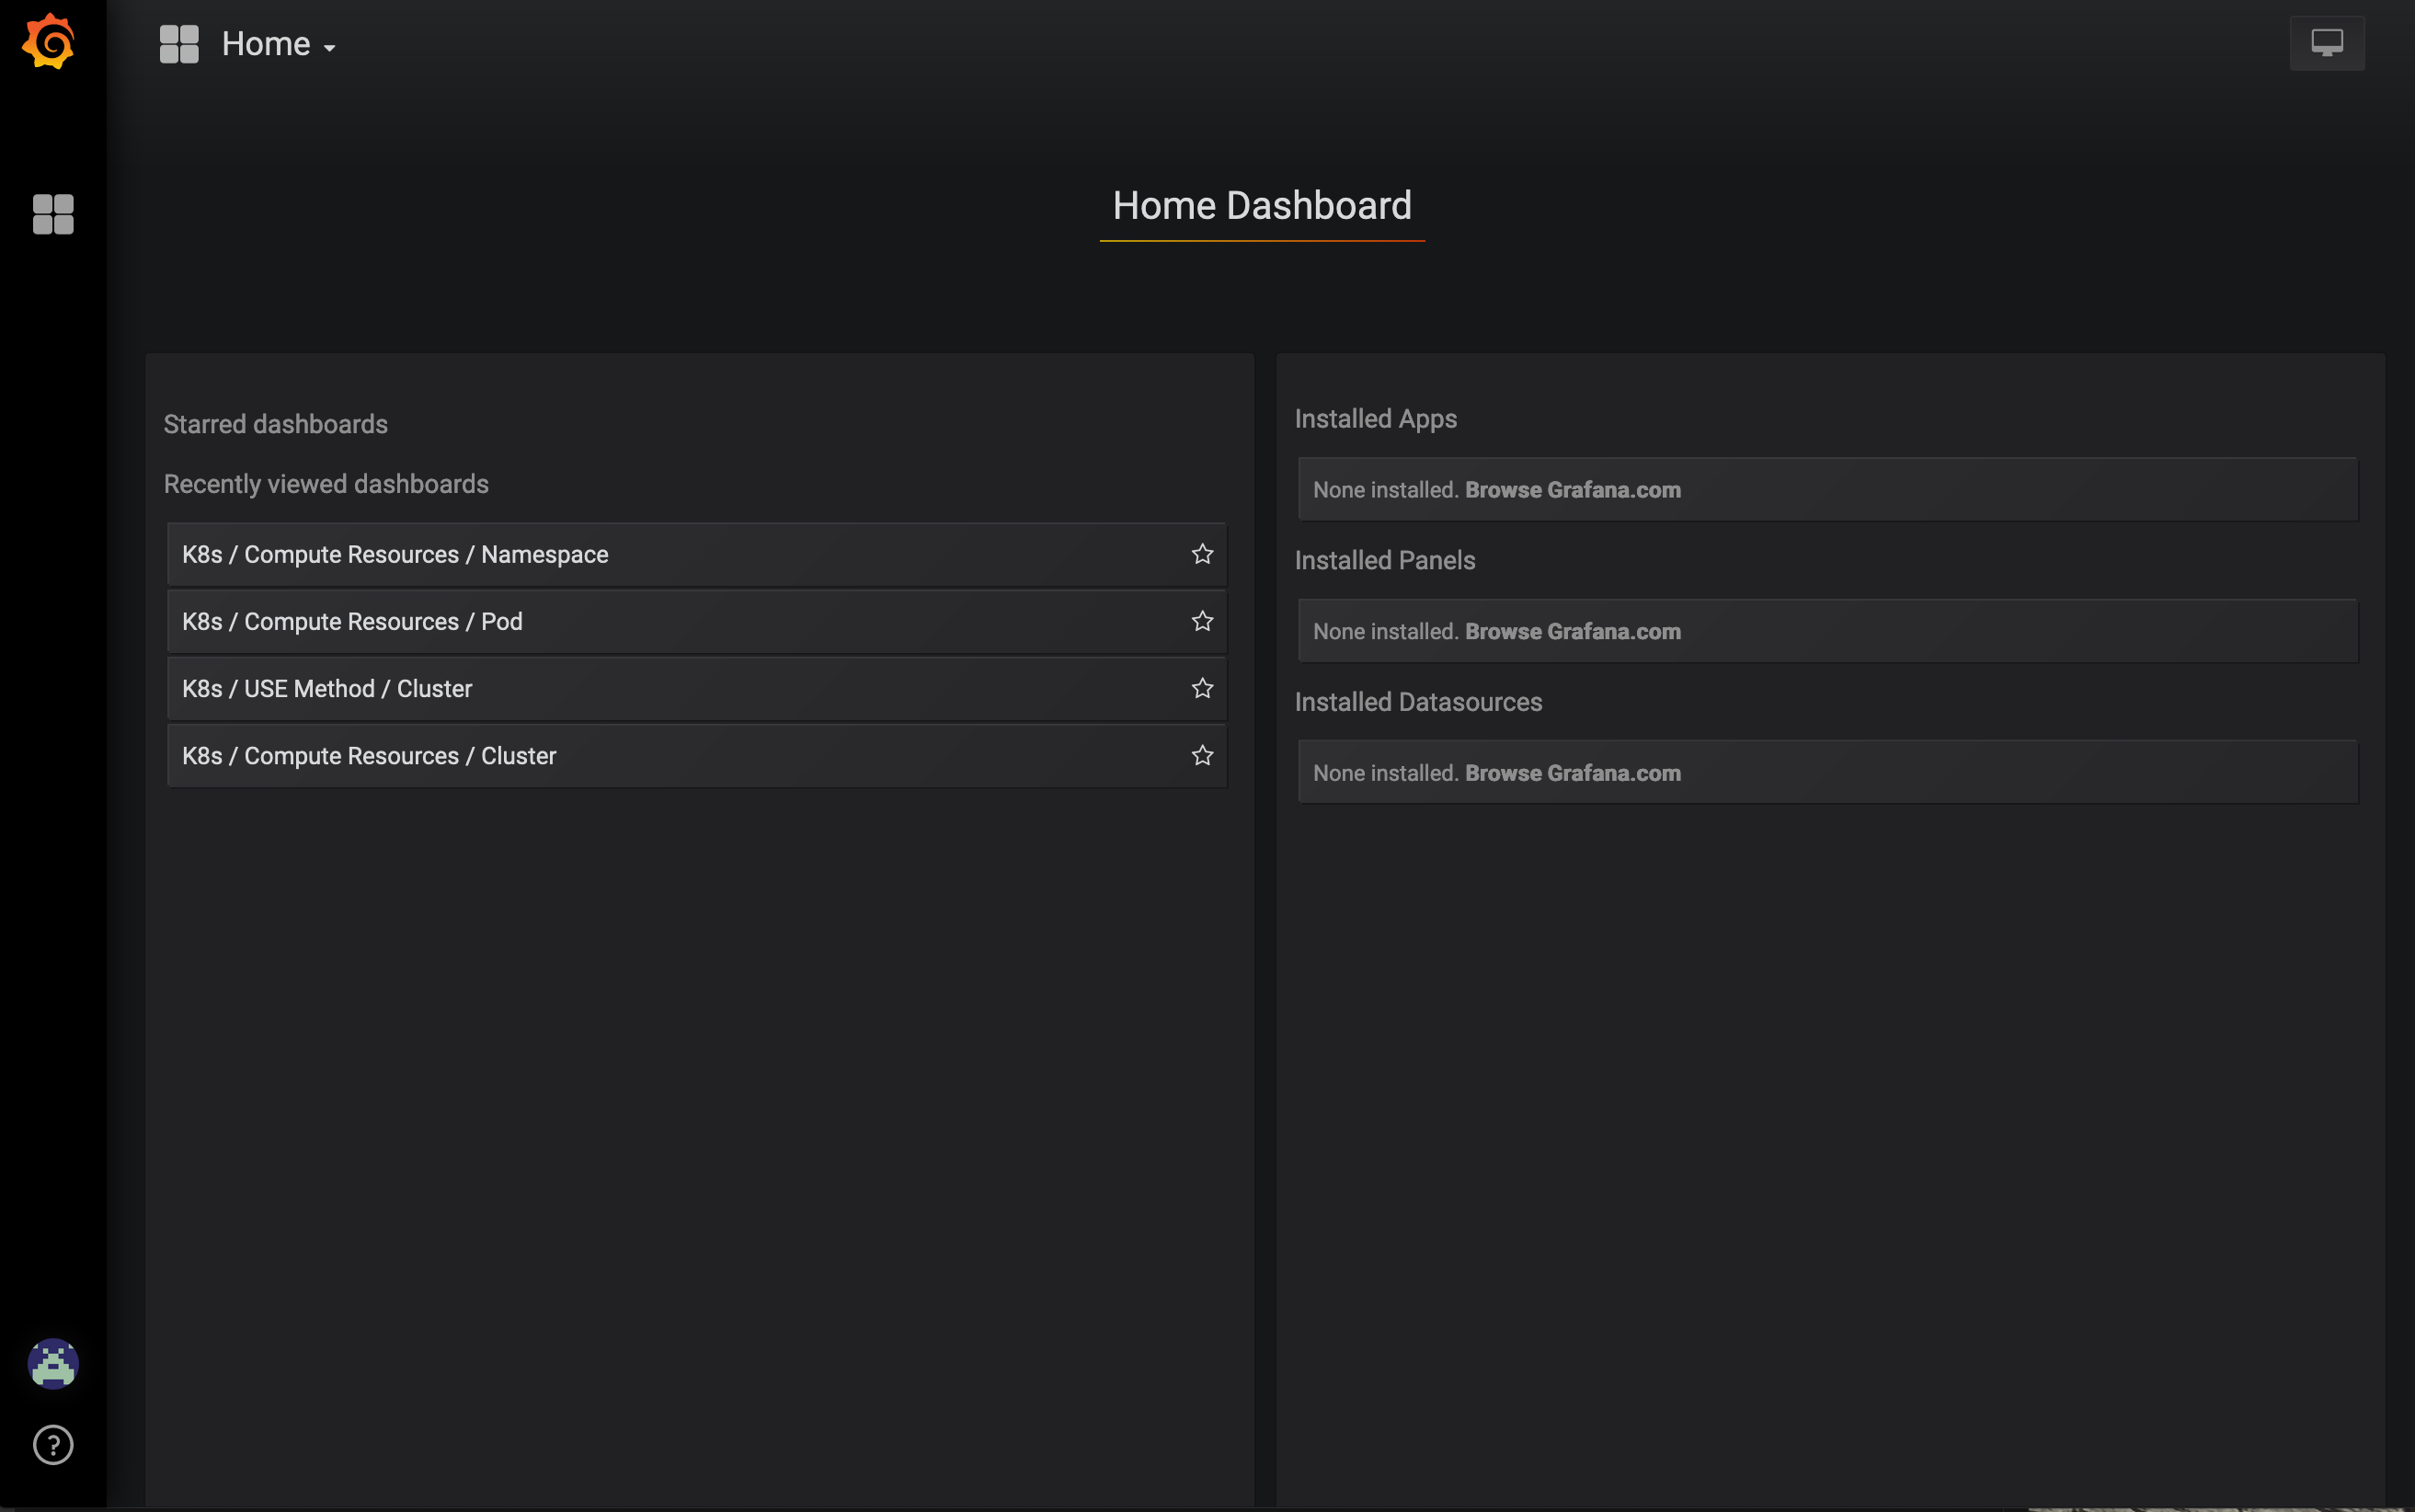 Home
Home Dashboard
Starred dashboards
Recently viewed dashboards
K8s / Compute Resources / Namespace
K8s / Compute Resources / Pod
K8s / USE Method / Cluster
K8s / Compute Resources / Cluster
Installed Apps
None installed. Browse Grafana.com
Installed Panels
None installed. Browse Grafana.com
Installed Datasources
None installed. Browse Grafana.com
?